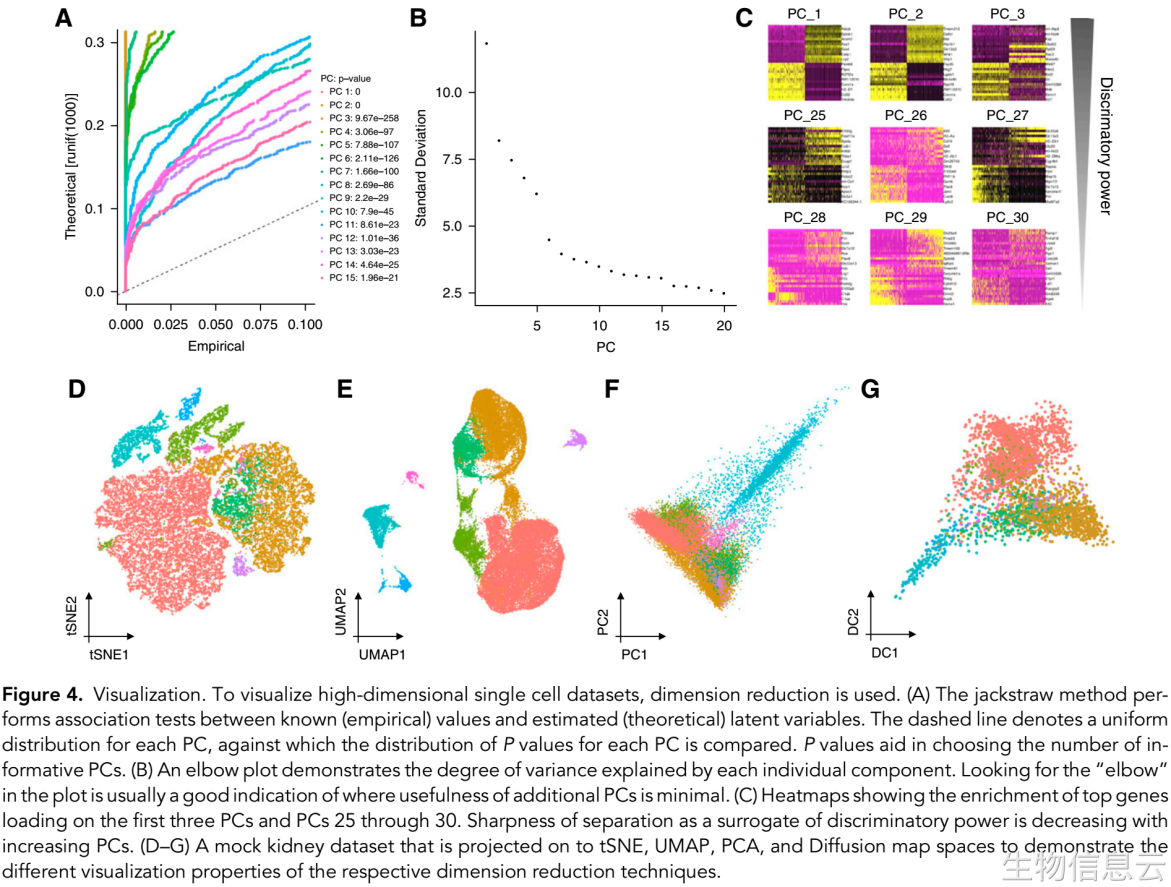 A
0.3
0.2
0.1
0.0
Theoretical [runif(1000)]
0.000 0.025 0.050 0.075 0.100
Empirical
PC: p-value
PC 1: 0
PC 2: 0
PC 3: 9.67e−258
PC 4: 3.06e−97
PC 5: 7.88e−107
PC 6: 2.11e−126
PC 7: 1.66e−100
PC 8: 2.69e−86
PC 9: 2.2e−29
PC 10: 7.9e−45
PC 11: 8.61e−23
PC 12: 1.01e−36
PC 13: 3.03e−23
PC 14: 4.64e−25
PC 15: 1.96e−21
B
10.0
7.5
5.0
2.5
Standard Deviation
5 10 15 20
PC
C
PC_1 PC_2 PC_3
PC_25 PC_26 PC_27
PC_28 PC_29 PC_30
Discrimatory power
D
tSNE2
tSNE1
E
UMAP2
UMAP1
F
PC2
PC1
G
DC2
DC1
Figure 4. Visualization. To visualize high-dimensional single cell datasets, dimension reduction is used. (A) The jackstraw method per-
forms association tests between known (empirical) values and estimated (theoretical) latent variables. The dashed line denotes a uniform
distribution for each PC, against which the distribution of P values for each PC is compared. P values aid in choosing the number of in-
formative PCs. (B) An elbow plot demonstrates the degree of variance explained by each individual component. Looking for the “elbow”
in the plot is usually a good indication of where usefulness of additional PCs is minimal. (C) Heatmaps showing the enrichment of top genes
loading on the first three PCs and PCs 25 through 30. Sharpness of separation as a surrogate of discriminatory power is decreasing with
increasing PCs. (D–G) A mock kidney dataset that is projected on to tSNE, UMAP, PCA, and Diffusion map spaces to demonstrate the
different visualization properties of the respective dimension reduction techniques.
生物信息云